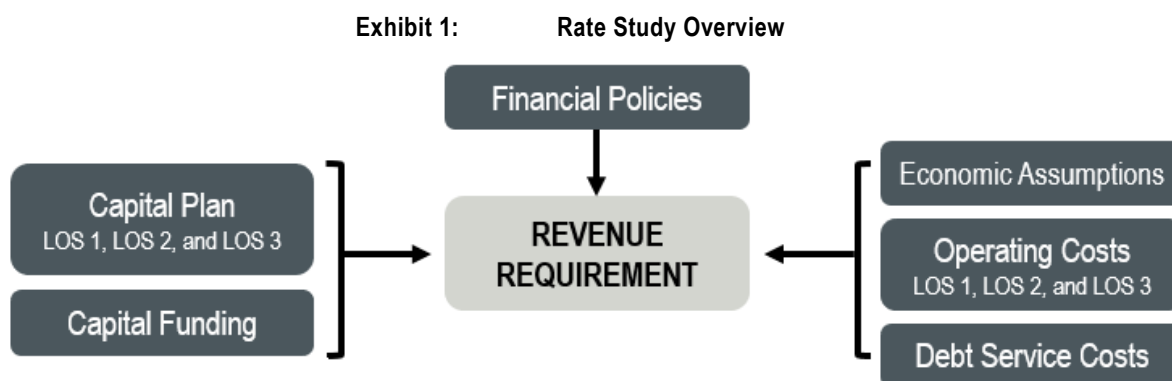 Exhibit 1: Rate Study Overview
Financial Policies
Capital Plan
LOS 1, LOS 2, and LOS 3
Capital Funding
REVENUE
REQUIREMENT
Economic Assumptions
Operating Costs
LOS 1, LOS 2, and LOS 3
Debt Service Costs